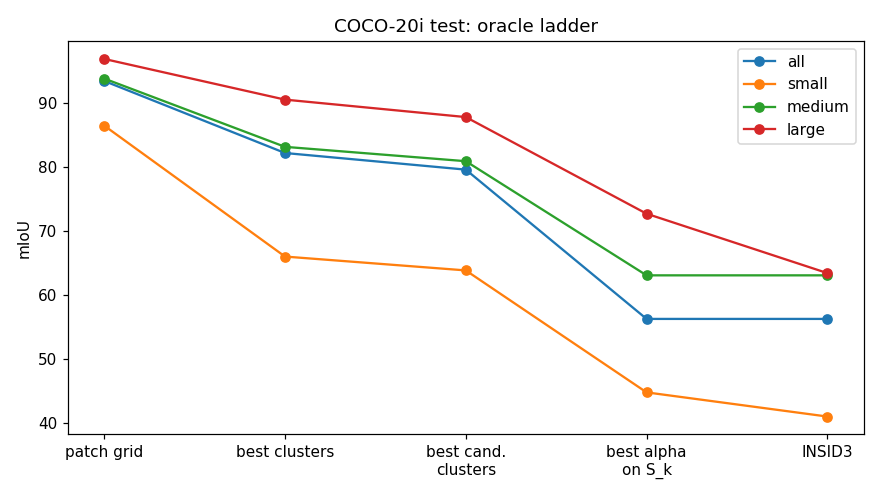 COCO-20i test: oracle ladder
all
small
medium
large
mIoU
90
80
70
60
50
40
patch grid
best clusters
best cand.
clusters
best alpha
on S_k
INSID3